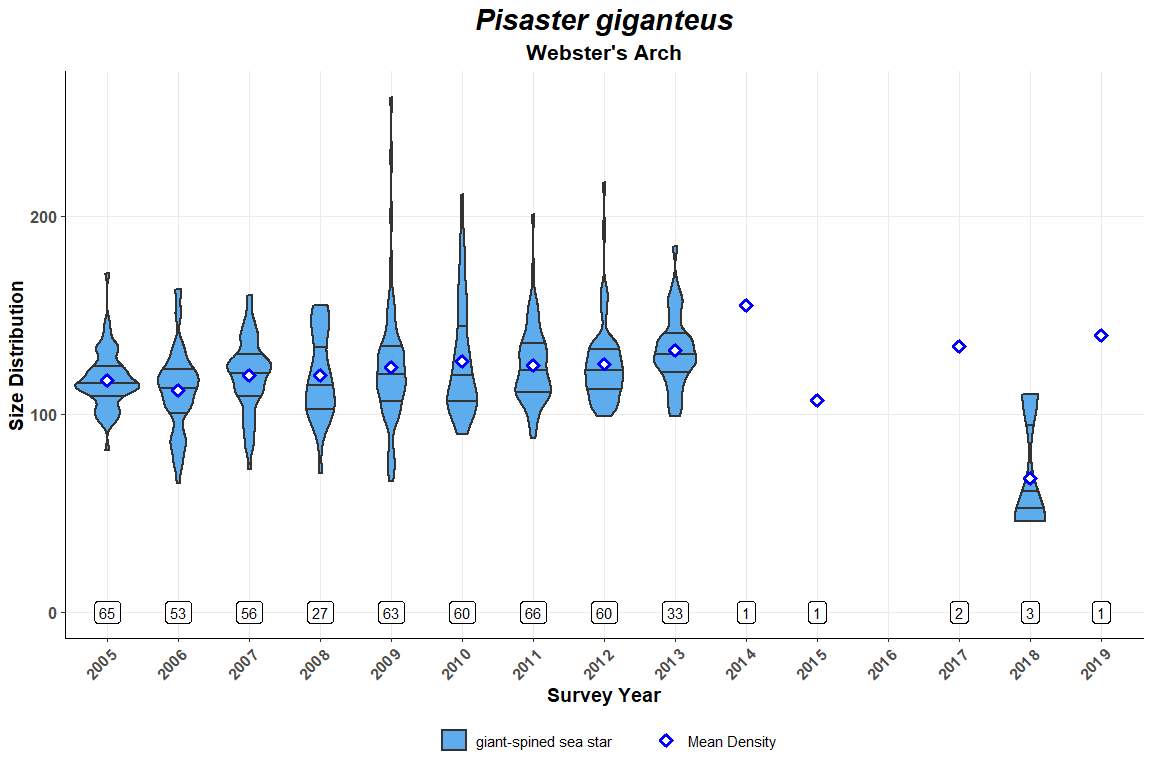 Pisaster giganteus
Webster's Arch
Size Distribution
200
100
0
65 53 56 27 63 60 66 60 33 1 1 2 3 1
2005 2006 2007 2008 2009 2010 2011 2012 2013 2014 2015 2016 2017 2018 2019
Survey Year
giant-spined sea star Mean Density